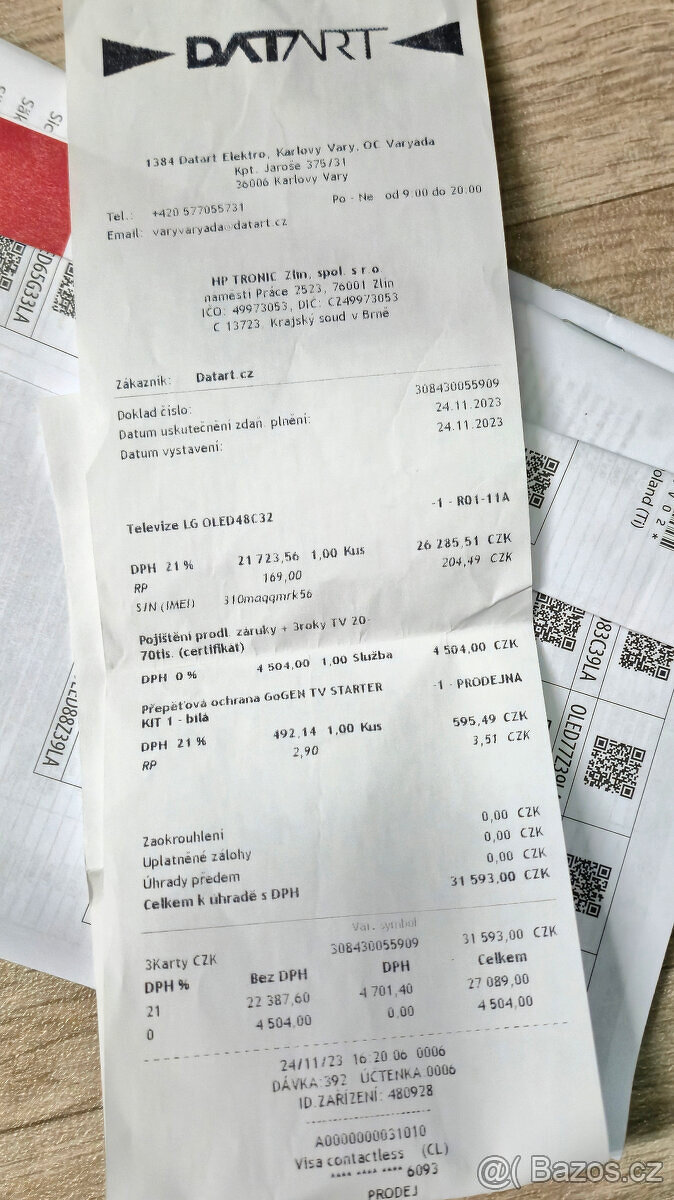 DATART
1384 Datart Elektro, Karlovy Vary, OC Varyada
Kpt. Jaroše 375/31
36006 Karlovy Vary
Po - Ne od 9:00 do 20:00
Tel.: +420 577055731
Email: varyvaryada@datart.cz
HP TRONIC Zlín, spol. s r.o
náměstí Práce 2523, 76001 Zlín
IČO: 49973053, DIČ: CZ49973053
C 13723, Krajský soud v Brně
Zákazník: Datart.cz
Doklad číslo: 308430055909
Datum uskutečnění zdaň. plnění: 24.11.2023
Datum vystavení: 24.11.2023
Televize LG OLED48C32 -1 - R01-11A
DPH 21 % 21 723,56 1,00 Kus 26 285,51 CZK
RP 169,00 204,49 CZK
S/N (IMEI) 310maqqmrk56
Pojištění prodl. záruky + 3roky TV 20-
70tis. (certifikát)
DPH 0 % 4 504,00 1,00 Služba 4 504,00 CZK
Přepěťová ochrana GoGEN TV STARTER -1 - PRODEJNA
KIT 1 - bílá
DPH 21 % 492,14 1,00 Kus 595,49 CZK
RP 2,90 3,51 CZK
Zaokrouhlení 0,00 CZK
Uplatněné zálohy 0,00 CZK
Úhrady předem 0,00 CZK
Celkem k úhradě s DPH 31 593,00 CZK
Var. symbol
3Karty CZK 308430055909 31 593,00 CZK
DPH % Bez DPH DPH Celkem
21 22 387,60 4 701,40 27 089,00
0 4 504,00 0,00 4 504,00
24/11/23 16:20:06 0006
DÁVKA:392 ÚČTENKA:0006
ID.ZAŘÍZENÍ: 480928
A0000000031010
Visa contactless (CL)
**** **** **** 6093
PRODEJ
ED65G33LA
OLED77Z39L
83C39LA
ED88Z39LA
oland (TI)
@( Bazos.cz